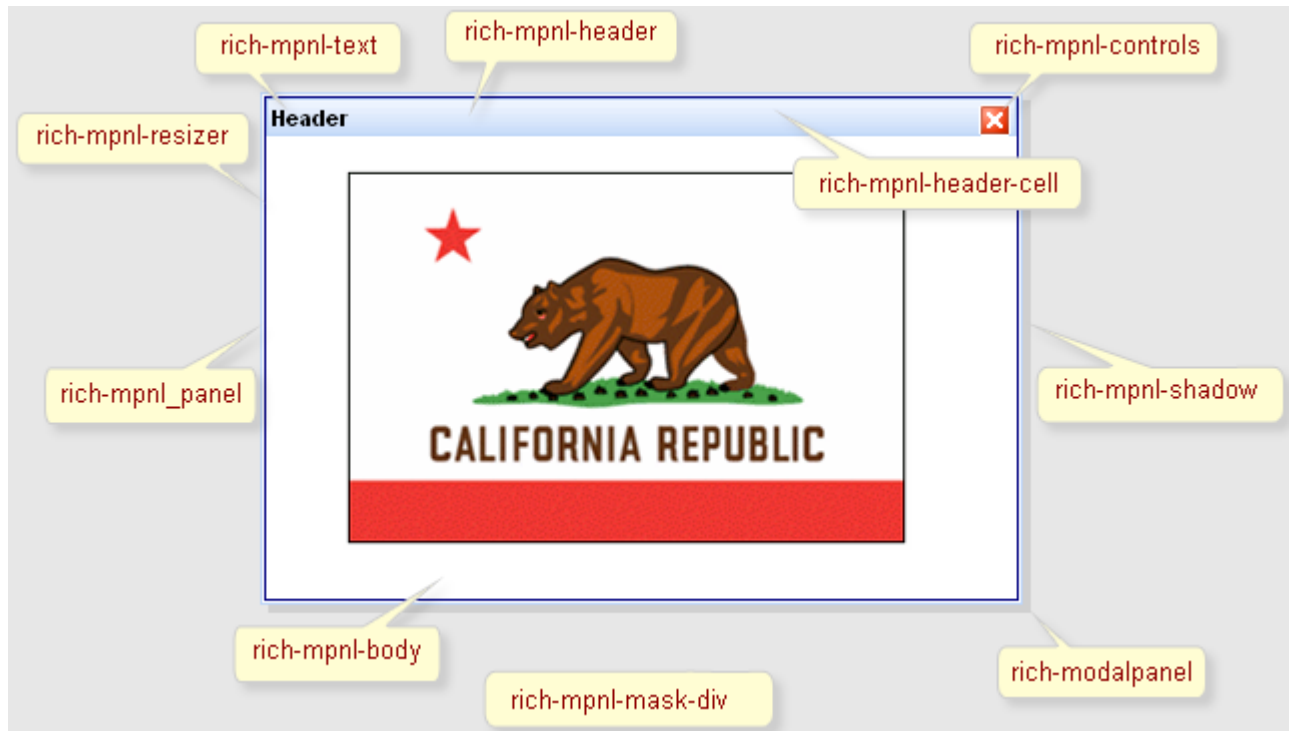 rich-mpnl-text
rich-mpnl-header
rich-mpnl-controls
Header
rich-mpnl-resizer
rich-mpnl-header-cell
rich-mpnl_panel
rich-mpnl-shadow
CALIFORNIA REPUBLIC
rich-mpnl-body
rich-modalpanel
rich-mpnl-mask-div